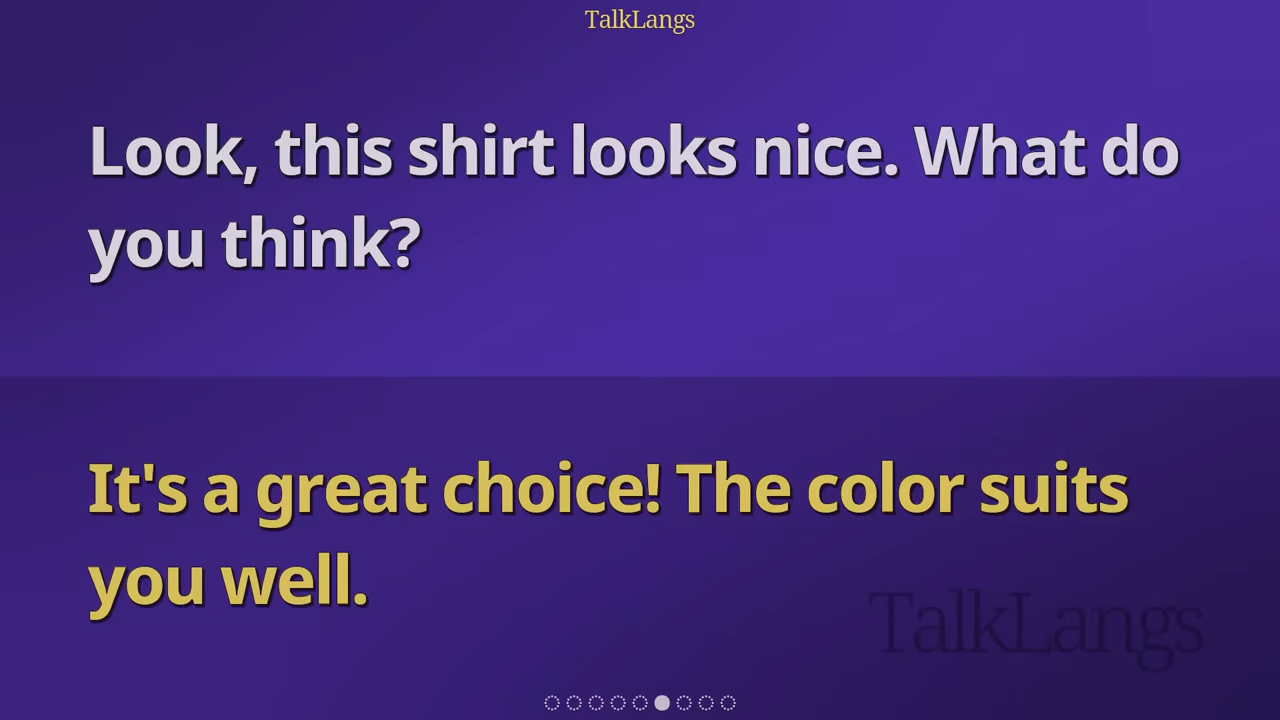 TalkLangs
Look, this shirt looks nice. What do
you think?
It's a great choice! The color suits
you well.
TalkLangs